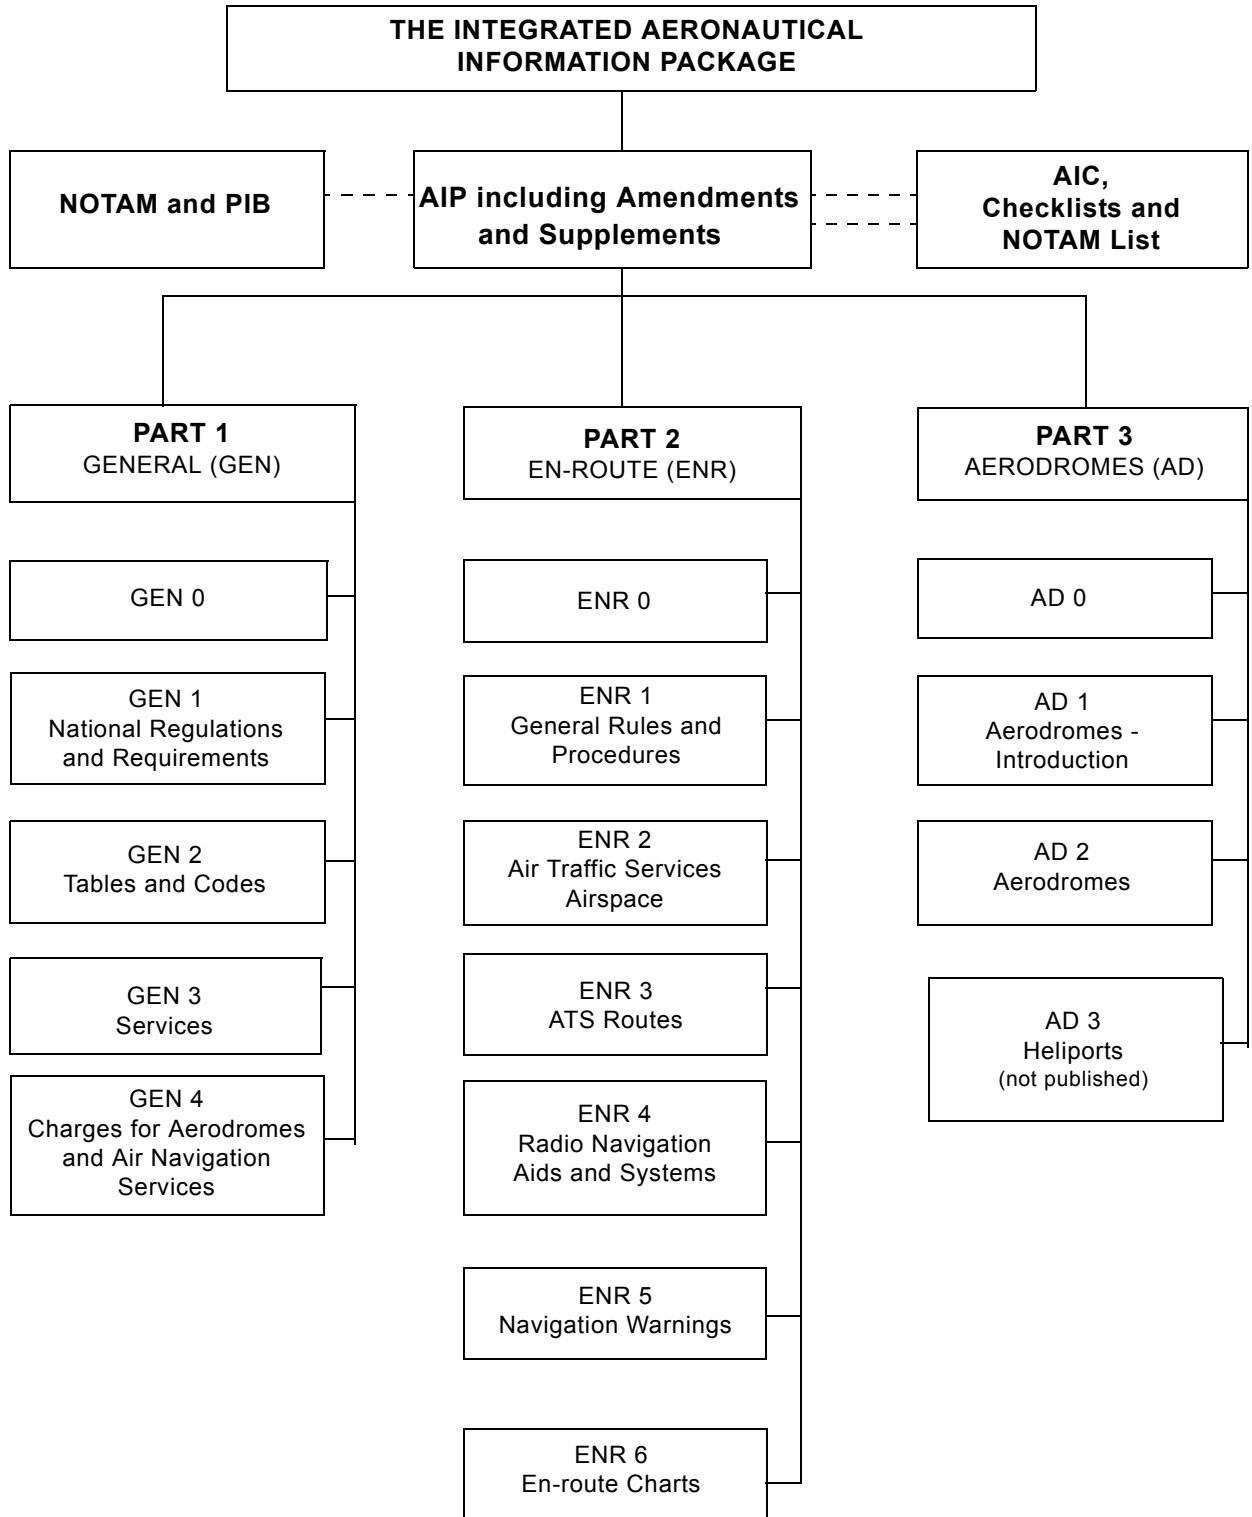 THE INTEGRATED AERONAUTICAL
INFORMATION PACKAGE
NOTAM and PIB
AIP including Amendments
and Supplements
AIC,
Checklists and
NOTAM List
PART 1
GENERAL (GEN)
GEN 0
GEN 1
National Regulations
and Requirements
GEN 2
Tables and Codes
GEN 3
Services
GEN 4
Charges for Aerodromes
and Air Navigation
Services
PART 2
EN-ROUTE (ENR)
ENR 0
ENR 1
General Rules and
Procedures
ENR 2
Air Traffic Services
Airspace
ENR 3
ATS Routes
ENR 4
Radio Navigation
Aids and Systems
ENR 5
Navigation Warnings
ENR 6
En-route Charts
PART 3
AERODROMES (AD)
AD 0
AD 1
Aerodromes -
Introduction
AD 2
Aerodromes
AD 3
Heliports
(not published)